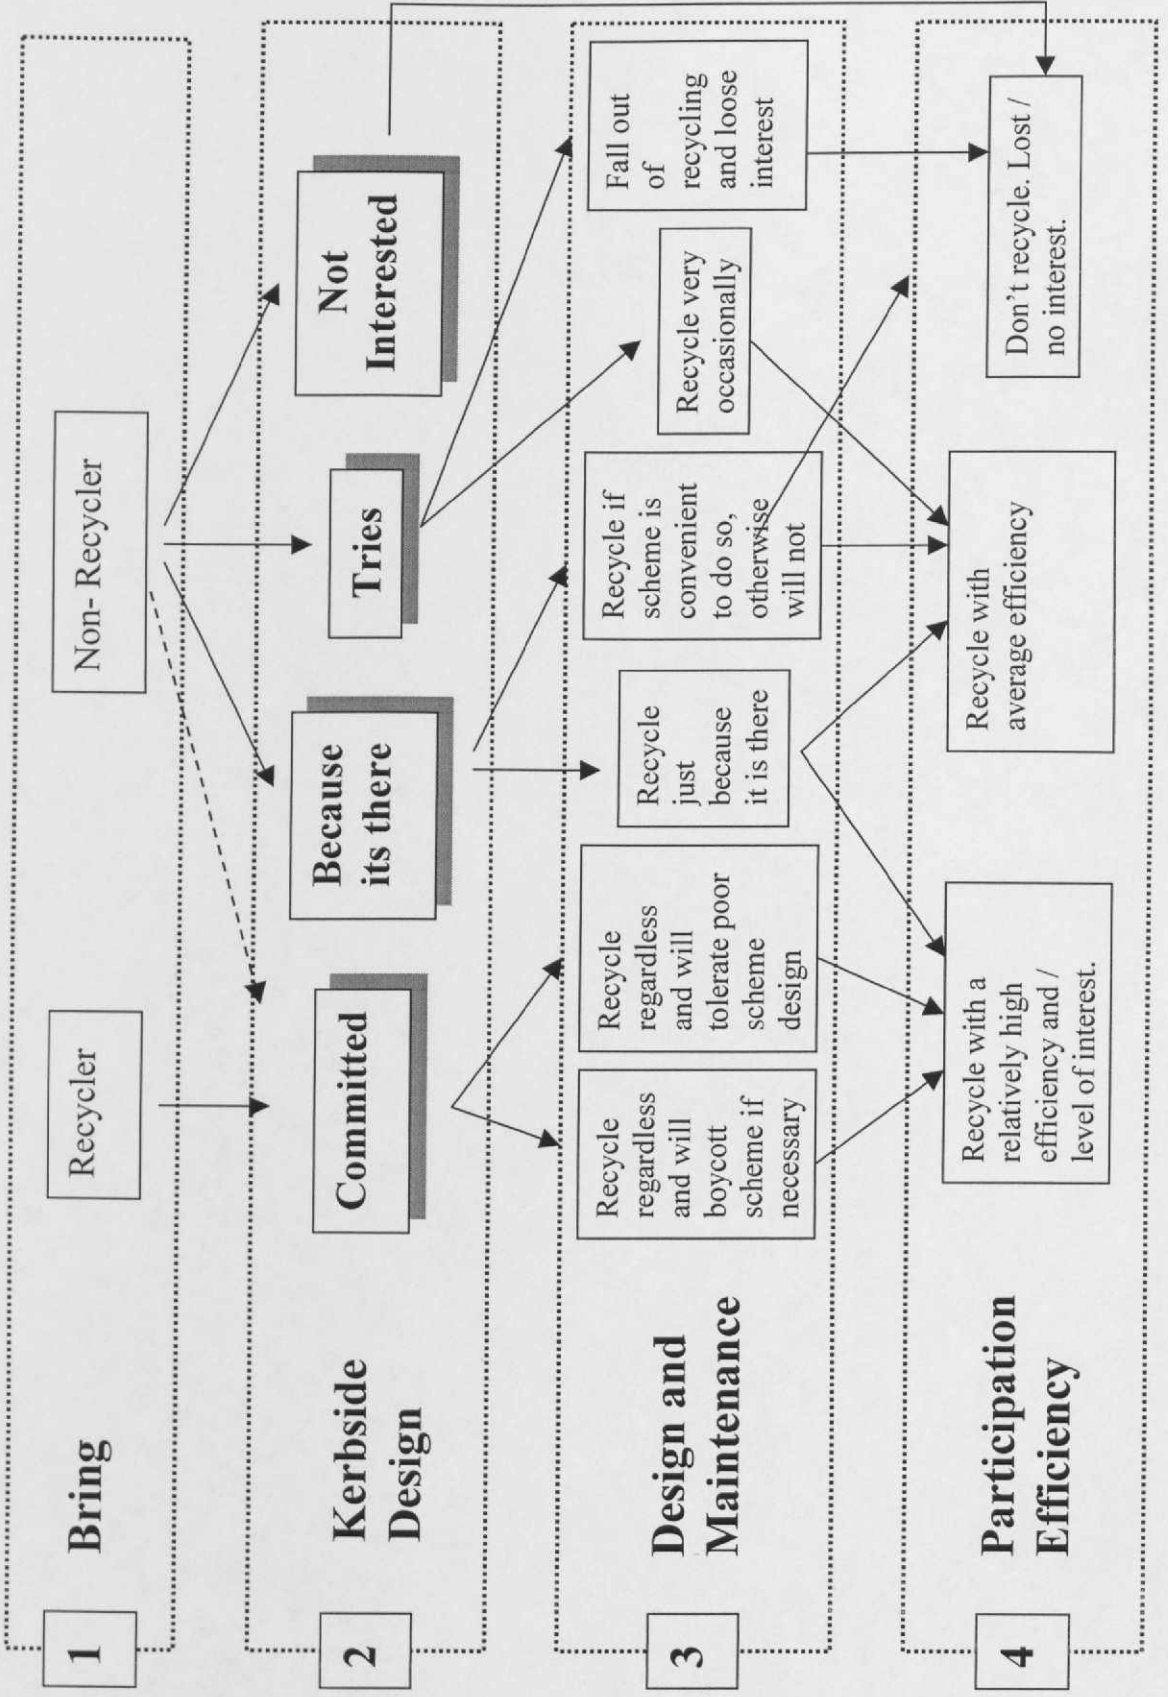 1
Bring
Recycler
Non- Recycler
2
Kerbside
Design
Committed
Because
its there
Tries
Not
Interested
3
Design and
Maintenance
Recycle
regardless
and will
boycott
scheme if
necessary
Recycle
regardless
and will
tolerate poor
scheme
design
Recycle
just
because
it is there
Recycle if
scheme is
convenient
to do so,
otherwise
will not
Recycle very
occasionally
Fall out
of
recycling
and loose
interest
4
Participation
Efficiency
Recycle with a
relatively high
efficiency and /
level of interest.
Recycle with
average efficiency
Don't recycle. Lost /
no interest.